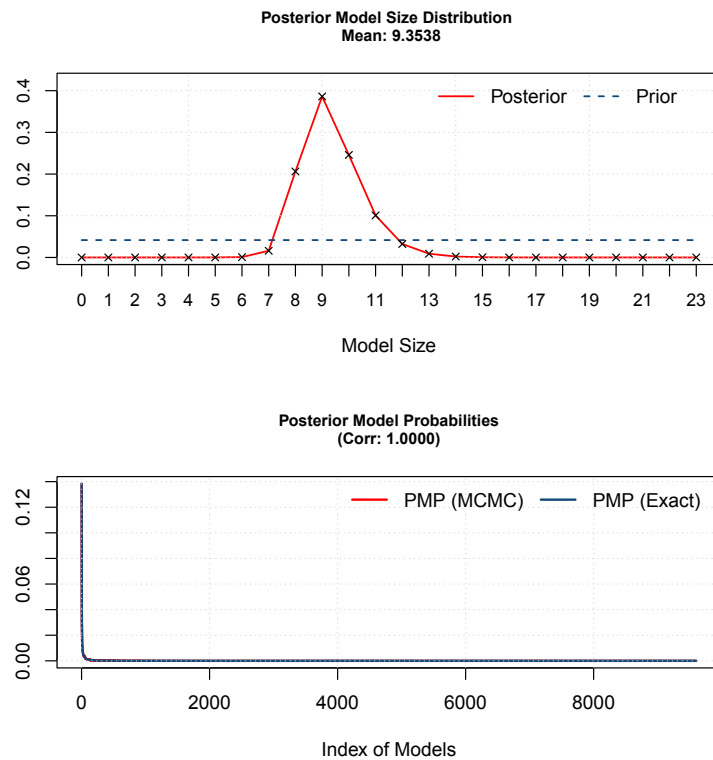 Posterior Model Size Distribution
Mean: 9.3538
Posterior Prior
0.4
0.3
0.2
0.1
0.0
0 1 2 3 4 5 6 7 8 9 11 13 15 17 19 21 23
Model Size
Posterior Model Probabilities
(Corr: 1.0000)
PMP (MCMC) PMP (Exact)
0.12
0.06
0.00
0 2000 4000 6000 8000
Index of Models